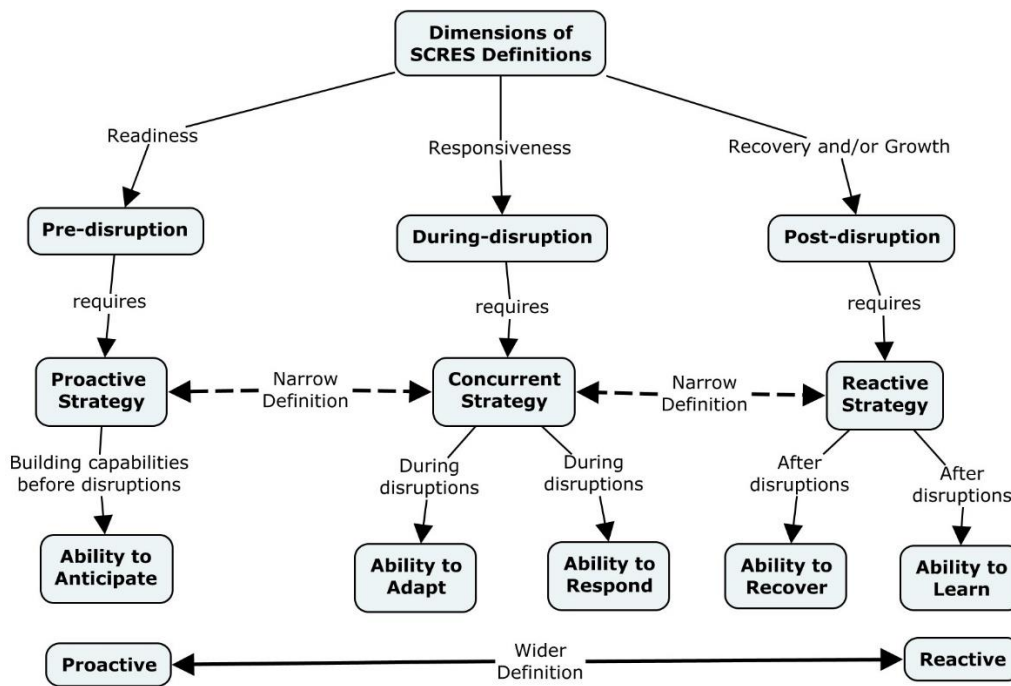 Dimensions of
SCRES Definitions
Readiness
Responsiveness
Recovery and/or Growth
Pre-disruption
During-disruption
Post-disruption
requires
requires
requires
Proactive
Strategy
Narrow
Definition
Concurrent
Strategy
Narrow
Definition
Reactive
Strategy
Building capabilities
before disruptions
During
disruptions
During
disruptions
After
disruptions
After
disruptions
Ability to
Anticipate
Ability to
Adapt
Ability to
Respond
Ability to
Recover
Ability to
Learn
Proactive
Wider
Definition
Reactive